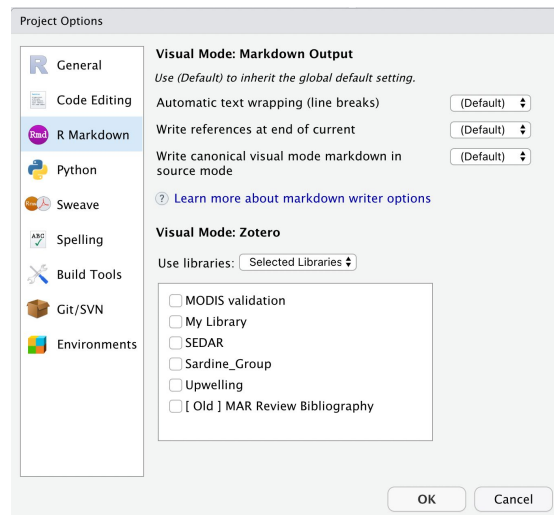 Project Options
R General
Code Editing
Rmd R Markdown
Python
Sweave
ABC Spelling
Build Tools
Git/SVN
Environments
Visual Mode: Markdown Output
Use (Default) to inherit the global default setting.
Automatic text wrapping (line breaks) (Default)
Write references at end of current (Default)
Write canonical visual mode markdown in (Default)
source mode
? Learn more about markdown writer options
Visual Mode: Zotero
Use libraries: Selected Libraries
MODIS validation
My Library
SEDAR
Sardine_Group
Upwelling
[ Old ] MAR Review Bibliography
OK Cancel